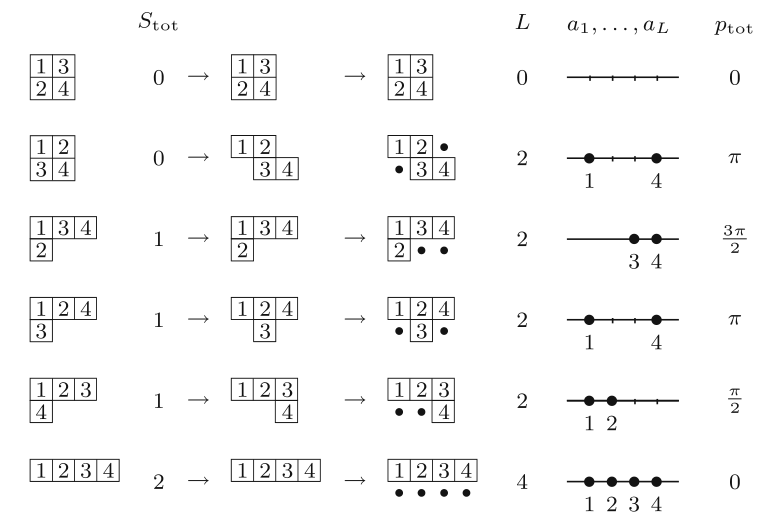 S_tot L a_1, ..., a_L p_tot
1 3 1 3 1 3
0 → → 0 0
2 4 2 4 2 4
1 2 1 2 1 2 •
0 → 2 π
3 4 3 4 • 3 4
1 4
1 3 4 1 3 4 1 3 4
1 → → 2 3π/2
2 2 2 • •
3 4
1 2 4 1 2 4 1 2 4
1 → → 2 π
3 3 • 3 •
1 4
1 2 3 1 2 3 1 2 3
1 → → 2 π/2
4 4 • • 4
1 2
1 2 3 4 2 → 1 2 3 4 → 1 2 3 4 4 0
• • • •
1 2 3 4